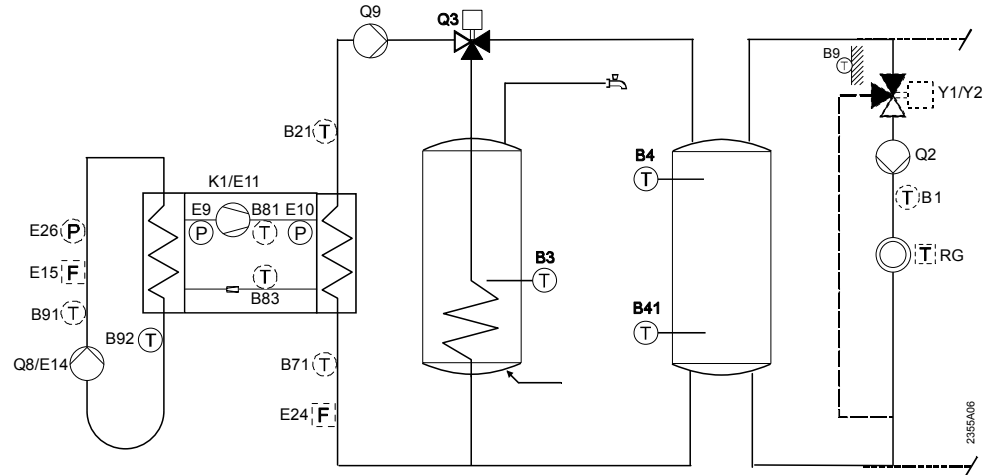 Q9
Q3
B9
T
Y1/Y2
B21 T
Q2
B4
T
K1/E11
T B1
E9 B81 E10
P T P
E26 P
T RG
E15 F
T
B3
T
B83
B91 T
B41
T
B92 T
Q8/E14
B71 T
E24 F
2355A06